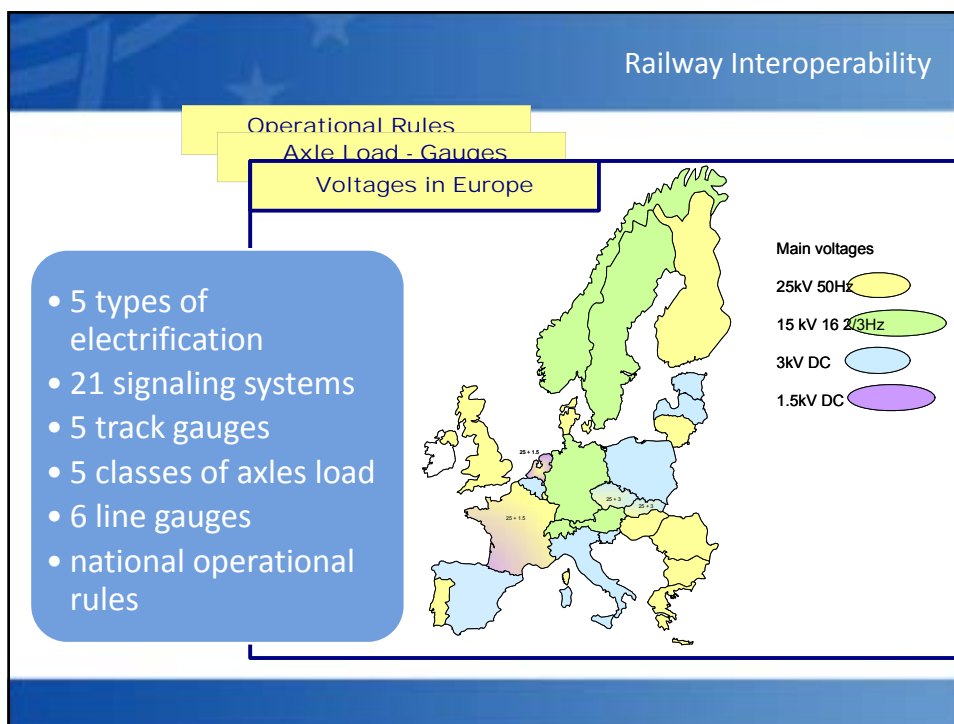 Railway Interoperability
Operational Rules
Axle Load - Gauges
Voltages in Europe
• 5 types of
electrification
• 21 signaling systems
• 5 track gauges
• 5 classes of axles load
• 6 line gauges
• national operational
rules
Main voltages
25kV 50Hz
15 kV 16 2/3Hz
3kV DC
1.5kV DC
25 + 1.5
25 + 3
25 + 3
25 + 1.5